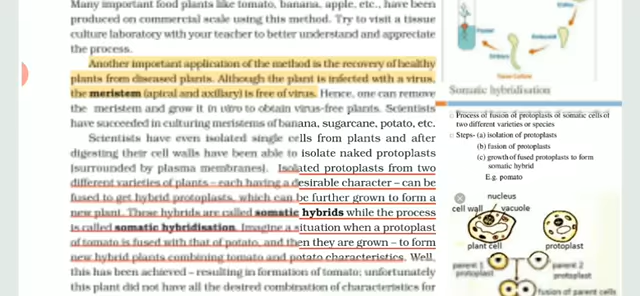 Many important food plants like tomato, banana, apple, etc., have been
produced on commercial scale using this method. Try to visit a tissue
culture laboratory with your teacher to better understand and appreciate
the process.
Another important application of the method is the recovery of healthy
plants from diseased plants. Although the plant is infected with a virus,
the meristem (apical and axillary) is free of virus. Hence, one can remove
the meristem and grow it in vitro to obtain virus-free plants. Scientists
have succeeded in culturing meristems of banana, sugarcane, potato, etc.
Scientists have even isolated single cells from plants and after
digesting their cell walls have been able to isolate naked protoplasts
(surrounded by plasma membranes). Isolated protoplasts from two
different varieties of plants – each having a desirable character – can be
fused to get hybrid protoplasts, which can be further grown to form a
new plant. These hybrids are called somatic hybrids while the process
is called somatic hybridisation. Imagine a situation when a protoplast
of tomato is fused with that of potato, and then they are grown – to form
new hybrid plants combining tomato and potato characteristics. Well,
this has been achieved – resulting in formation of tomato; unfortunately
this plant did not have all the desired combination of characteristics for
Somatic hybridisation
Process of fusion of protoplasts of somatic cells of
two different varieties or species
Steps- (a) isolation of protoplasts
(b) fusion of protoplasts
(c) growth of fused protoplasts to form
somatic hybrid
E.g. pomato
nucleus
cell wall
vacuole
plant cell
protoplast
parent 1
protoplast
parent 2
protoplast
fusion of parent cells